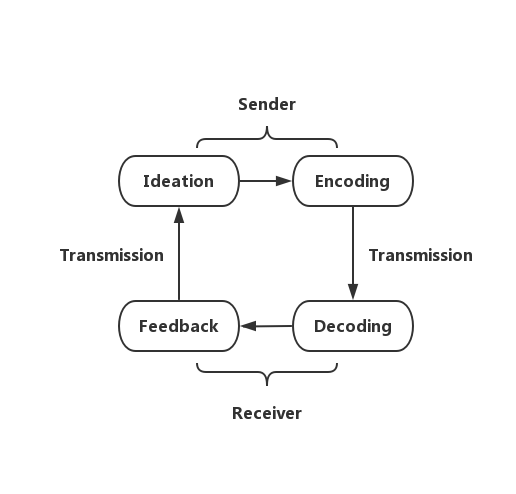 Sender
Ideation
Encoding
Transmission
Transmission
Feedback
Decoding
Receiver